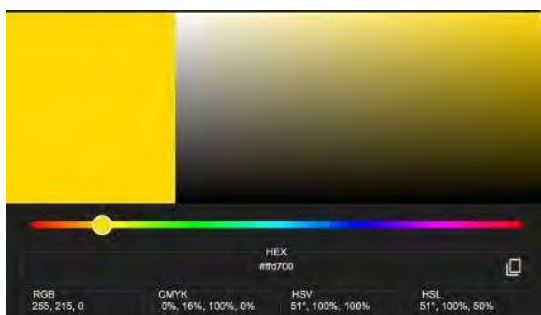 HEX
#ffd700
RGB
255, 215, 0
CMYK
0%, 16%, 100%, 0%
HSV
51°, 100%, 100%
HSL
51°, 100%, 50%